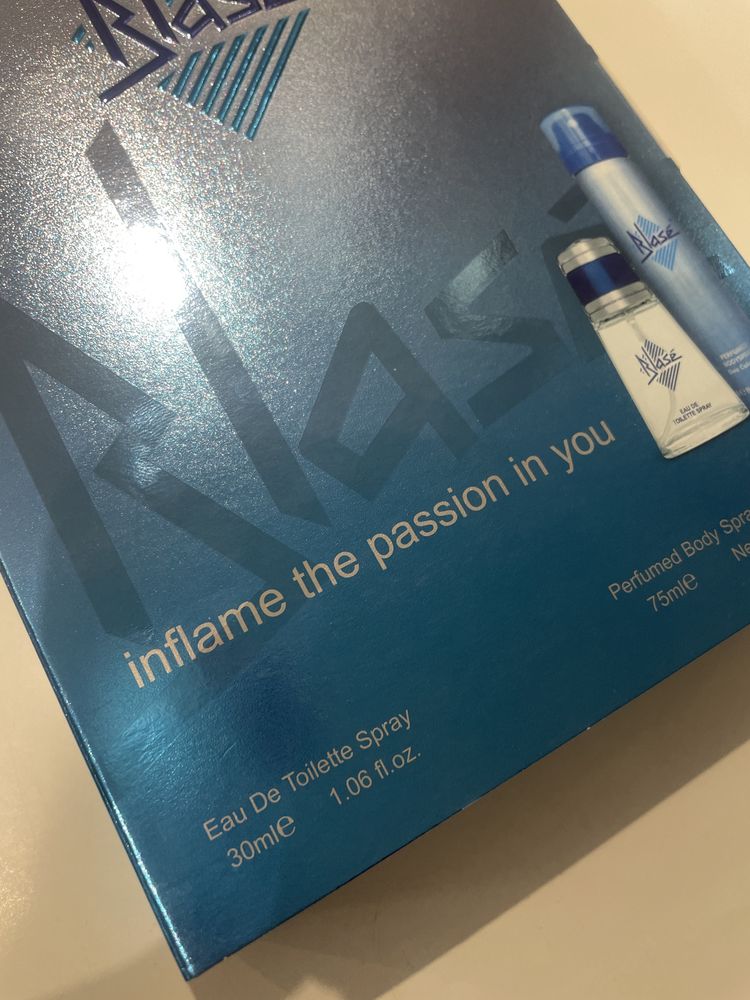 Blasé
Blasé
Blasé
Blasé
EAU DE
TOILETTE SPRAY
inflame the passion in you
Perfumed Body Spray
75ml℮
Eau De Toilette Spray
30ml℮ 1.06 fl.oz.